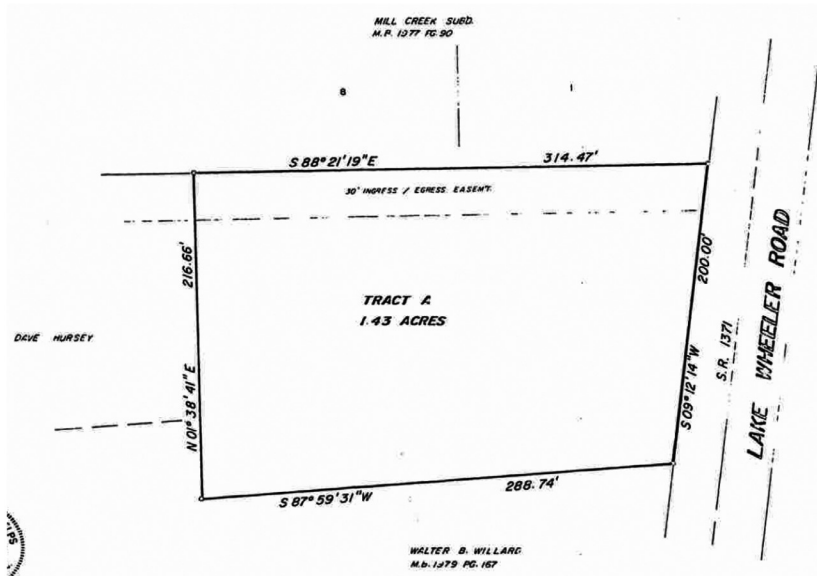 MILL CREEK SUBD.
M.P. 1977 PG. 90
8
1
S 88° 21' 19" E
314.47'
30' INGRESS / EGRESS EASEM'T.
216.66'
N 01° 38' 41" E
TRACT A
1.43 ACRES
200.00'
S 09° 12' 14" W
S.R. 1371
LAKE WHEELER ROAD
DAVE HURSEY
S 87° 59' 31" W
288.74'
WALTER B. WILLARD
M.b. 1979 PG. 167